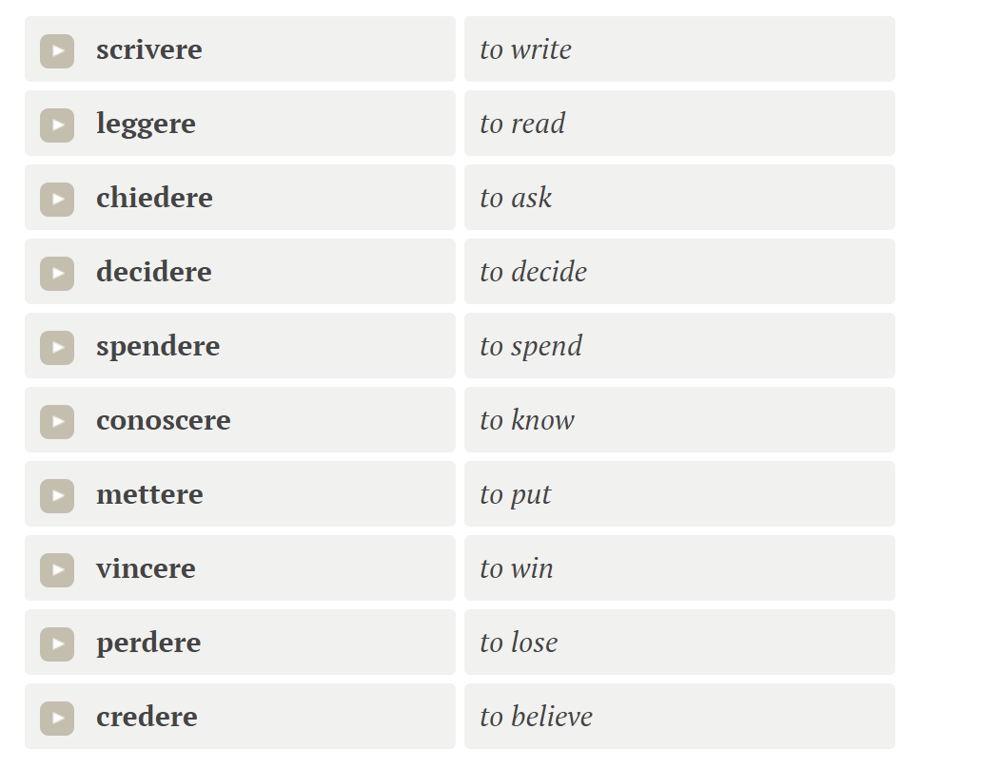 scrivere to write
leggere to read
chiedere to ask
decidere to decide
spendere to spend
conoscere to know
mettere to put
vincere to win
perdere to lose
credere to believe